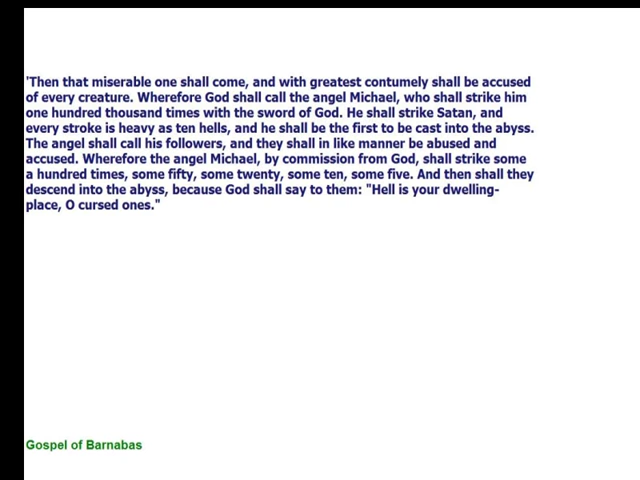 'Then that miserable one shall come, and with greatest contumely shall be accused
of every creature. Wherefore God shall call the angel Michael, who shall strike him
one hundred thousand times with the sword of God. He shall strike Satan, and
every stroke is heavy as ten hells, and he shall be the first to be cast into the abyss.
The angel shall call his followers, and they shall in like manner be abused and
accused. Wherefore the angel Michael, by commission from God, shall strike some
a hundred times, some fifty, some twenty, some ten, some five. And then shall they
descend into the abyss, because God shall say to them: "Hell is your dwelling-
place, O cursed ones."
Gospel of Barnabas